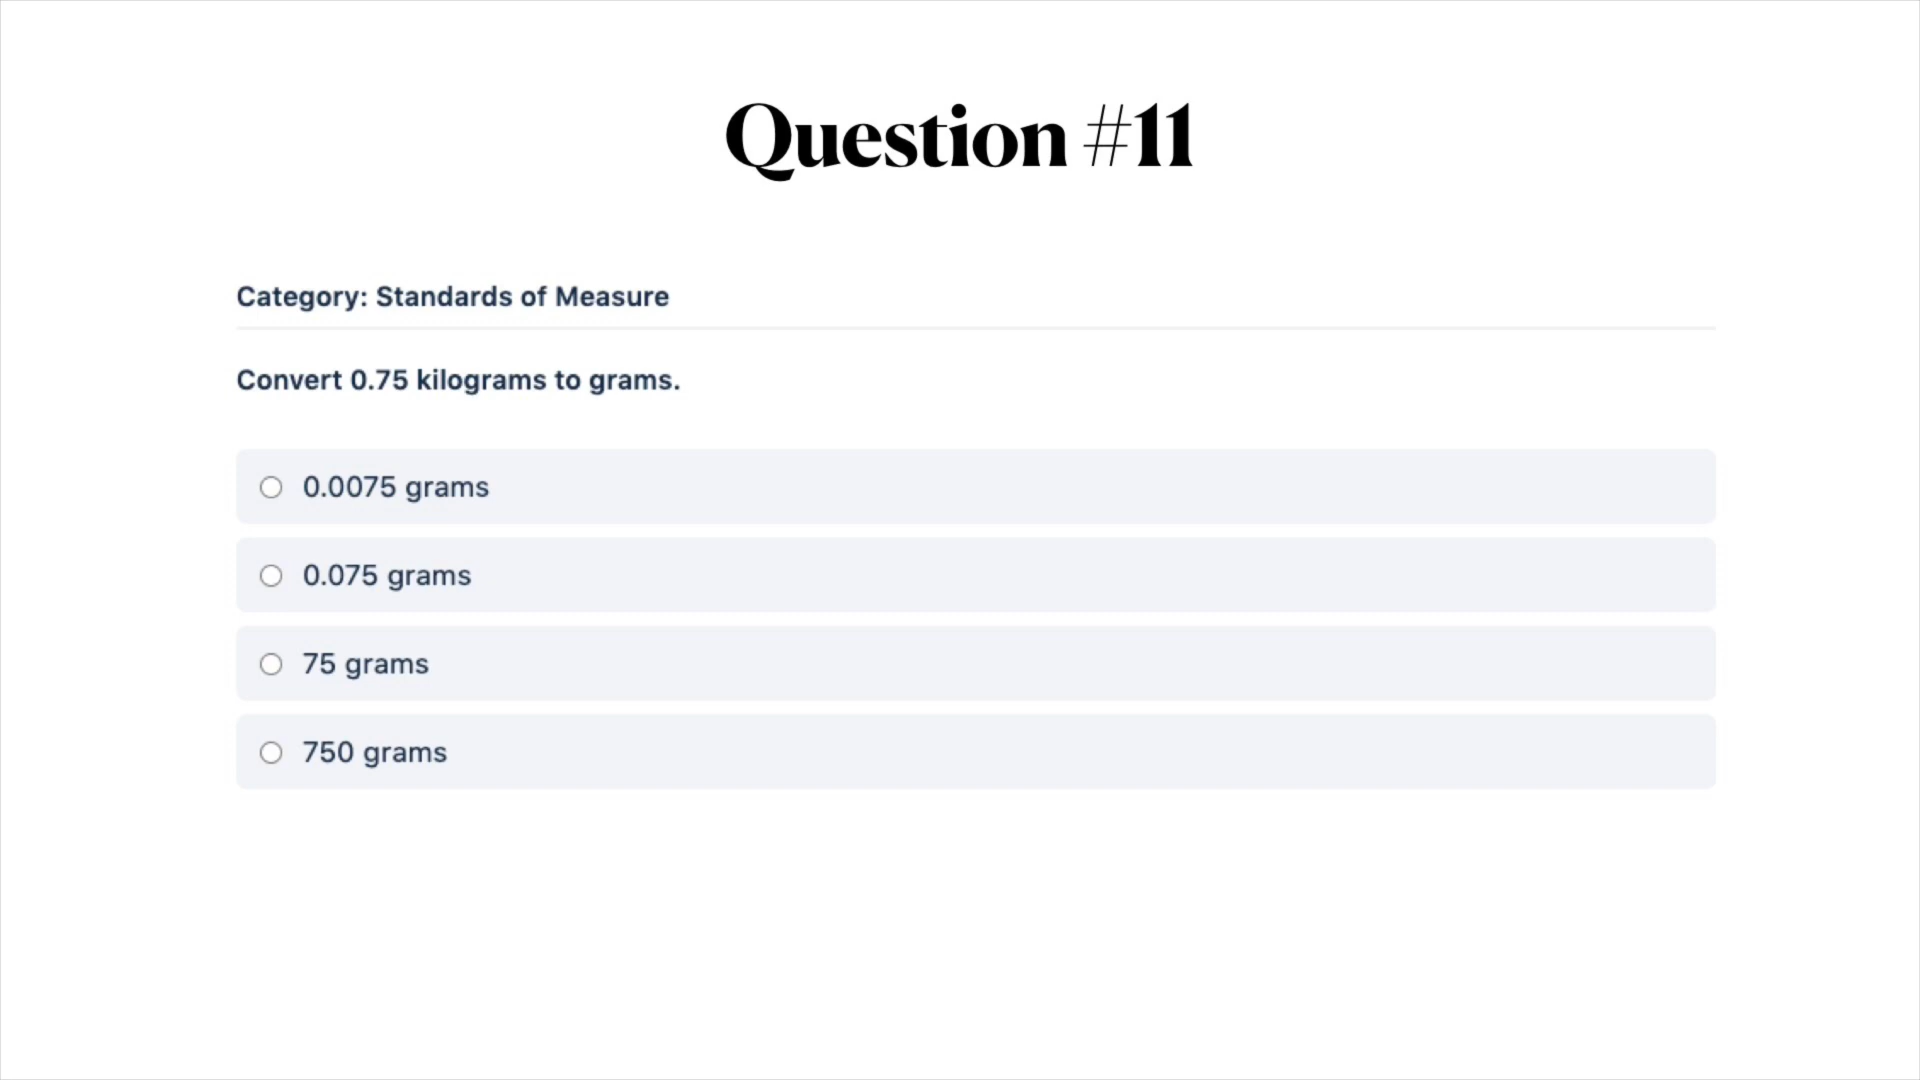 Question #11
Category: Standards of Measure
Convert 0.75 kilograms to grams.
0.0075 grams
0.075 grams
75 grams
750 grams